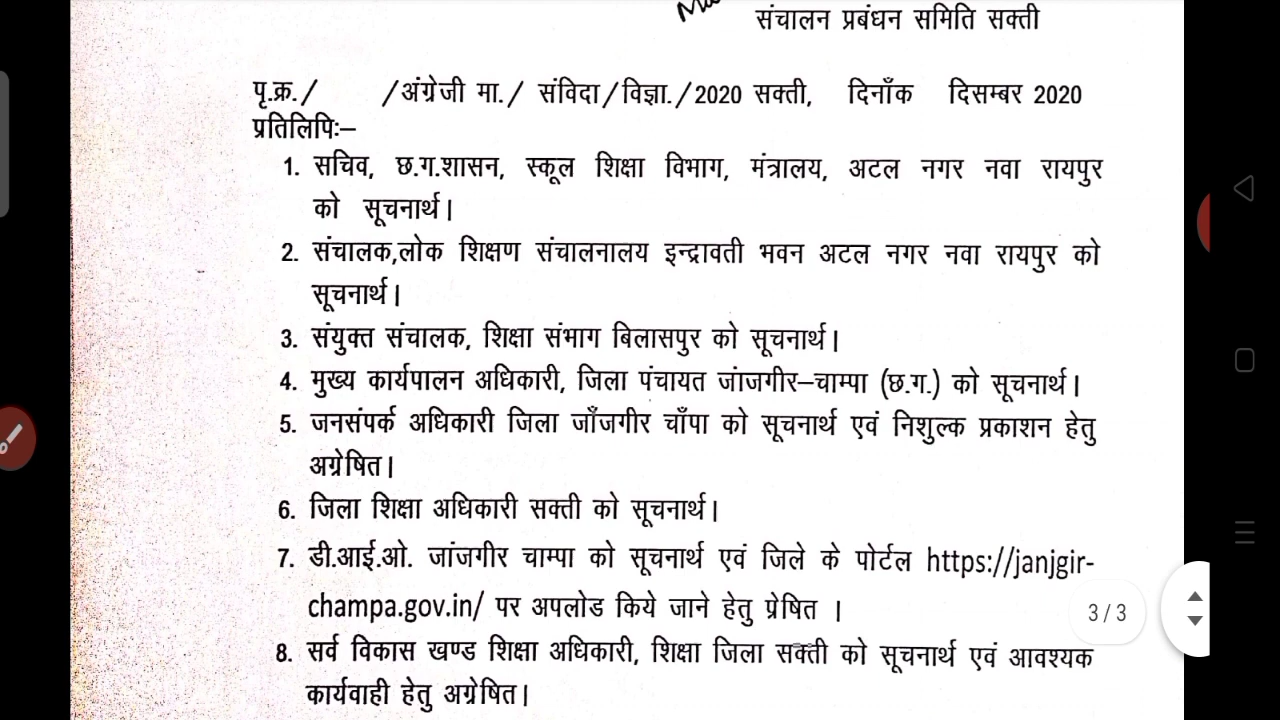 संचालन प्रबंधन समिति सक्ती
पृ.क्र./ /अंग्रेजी मा./ संविदा/विज्ञा./2020 सक्ती, दिनाँक दिसम्बर 2020
प्रतिलिपिः–
1. सचिव, छ.ग.शासन, स्कूल शिक्षा विभाग, मंत्रालय, अटल नगर नवा रायपुर
को सूचनार्थ।
2. संचालक,लोक शिक्षण संचालनालय इन्द्रावती भवन अटल नगर नवा रायपुर को
सूचनार्थ।
3. संयुक्त संचालक, शिक्षा संभाग बिलासपुर को सूचनार्थ।
4. मुख्य कार्यपालन अधिकारी, जिला पंचायत जांजगीर–चाम्पा (छ.ग.) को सूचनार्थ।
5. जनसंपर्क अधिकारी जिला जाँजगीर चाँपा को सूचनार्थ एवं निशुल्क प्रकाशन हेतु
अग्रेषित।
6. जिला शिक्षा अधिकारी सक्ती को सूचनार्थ।
7. डी.आई.ओ. जांजगीर चाम्पा को सूचनार्थ एवं जिले के पोर्टल https://janjgir-
champa.gov.in/ पर अपलोड किये जाने हेतु प्रेषित ।
3/3
8. सर्व विकास खण्ड शिक्षा अधिकारी, शिक्षा जिला सक्ती को सूचनार्थ एवं आवश्यक
कार्यवाही हेतु अग्रेषित।